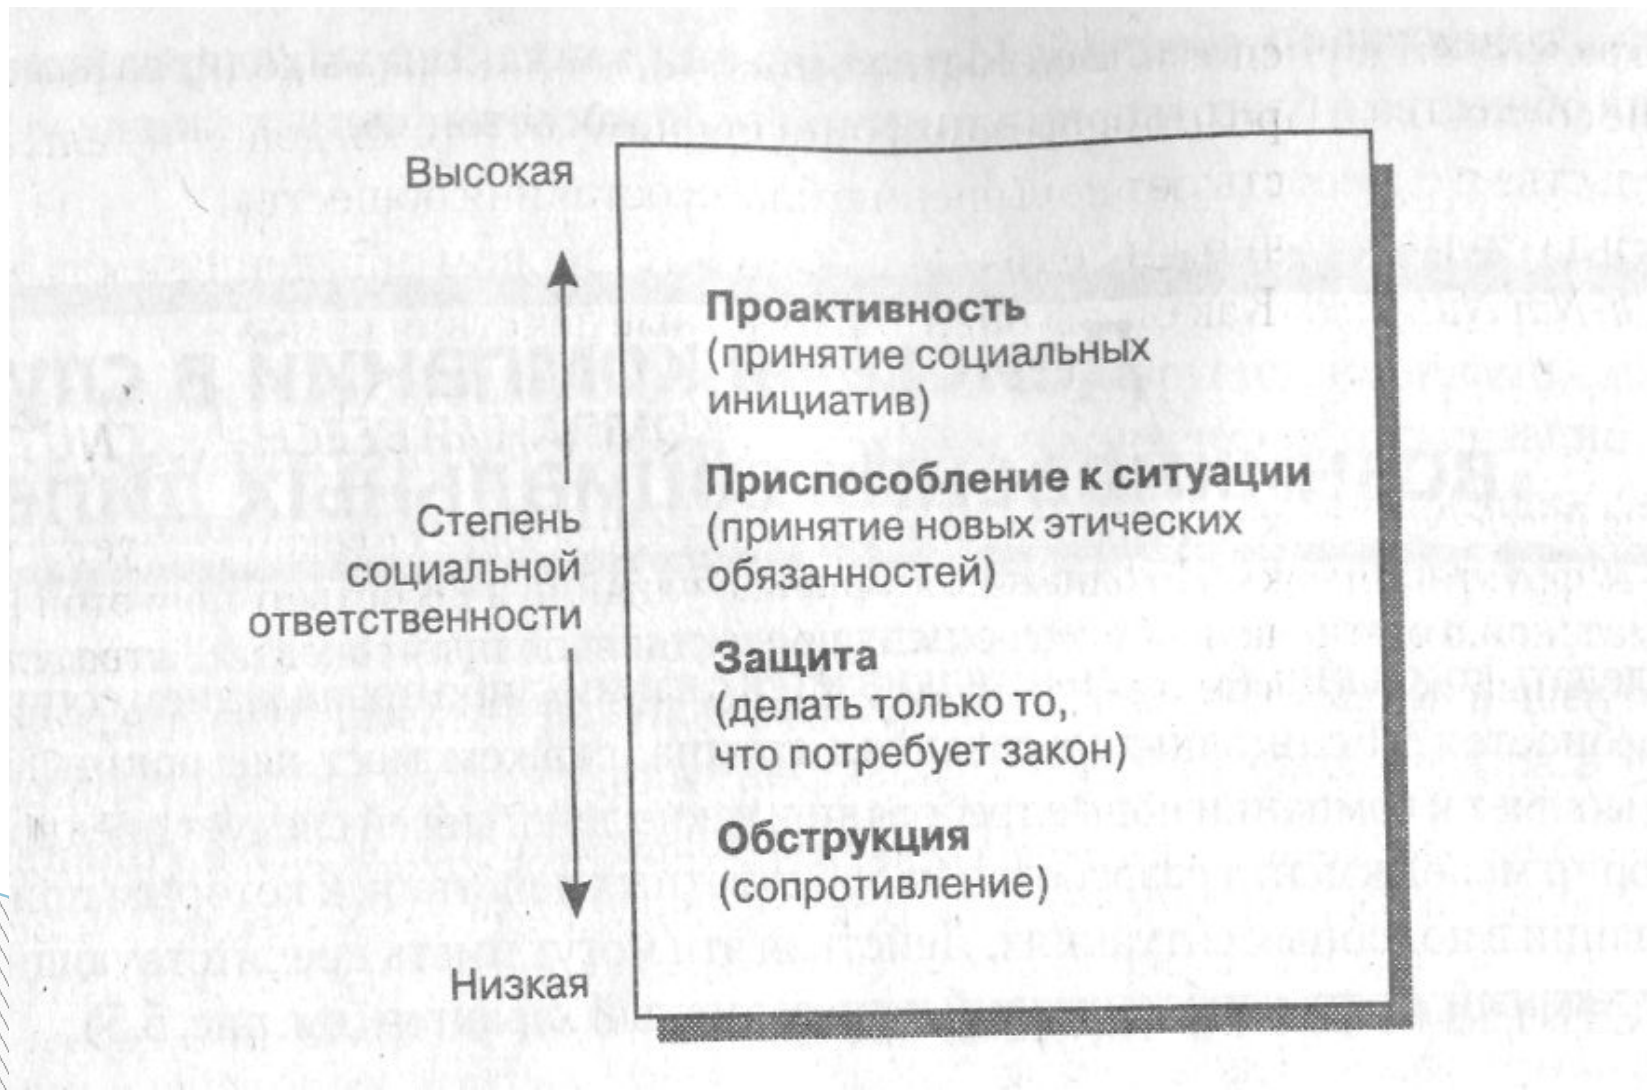 Высокая
Степень
социальной
ответственности
Низкая
Проактивность
(принятие социальных
инициатив)
Приспособление к ситуации
(принятие новых этических
обязанностей)
Защита
(делать только то,
что потребует закон)
Обструкция
(сопротивление)